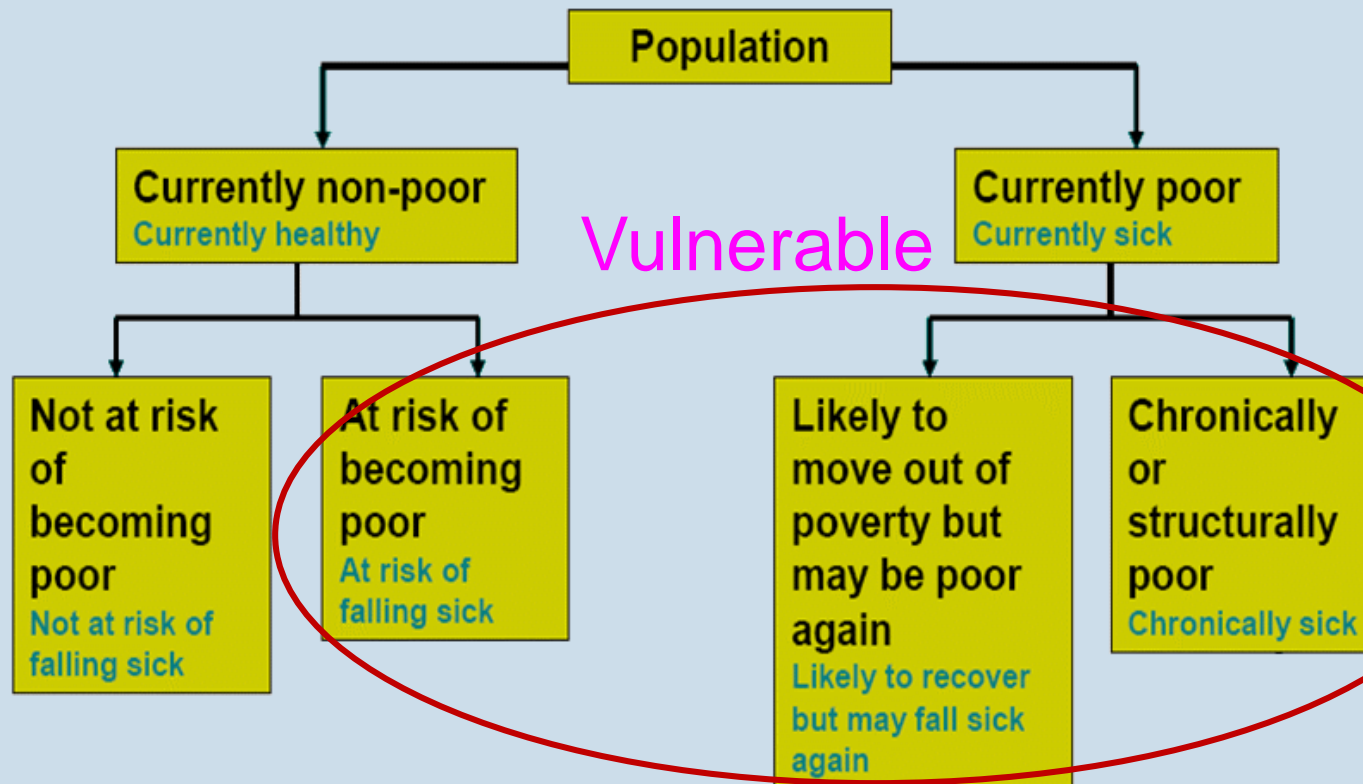 Population
Currently non-poor
Currently healthy
Vulnerable
Currently poor
Currently sick
Not at risk
of
becoming
poor
Not at risk of
falling sick
At risk of
becoming
poor
At risk of
falling sick
Likely to
move out of
poverty but
may be poor
again
Likely to recover
but may fall sick
again
Chronically
or
structurally
poor
Chronically sick